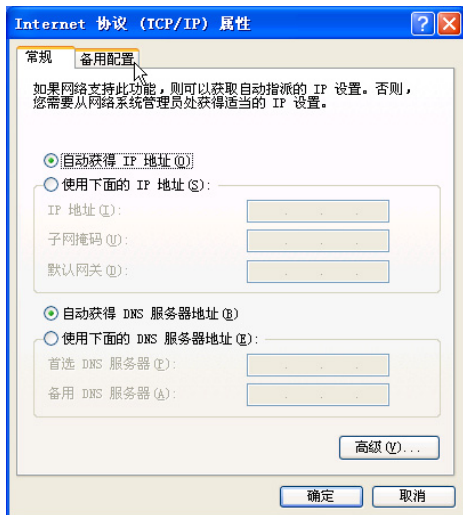 Internet 协议 (TCP/IP) 属性
常规
备用配置
如果网络支持此功能，则可以获取自动指派的 IP 设置。否则，
您需要从网络系统管理员处获得适当的 IP 设置。
自动获得 IP 地址(O)
使用下面的 IP 地址(S):
IP 地址(I):
子网掩码(U):
默认网关(D):
自动获得 DNS 服务器地址(B)
使用下面的 DNS 服务器地址(E):
首选 DNS 服务器(P):
备用 DNS 服务器(A):
高级(V)...
确定
取消